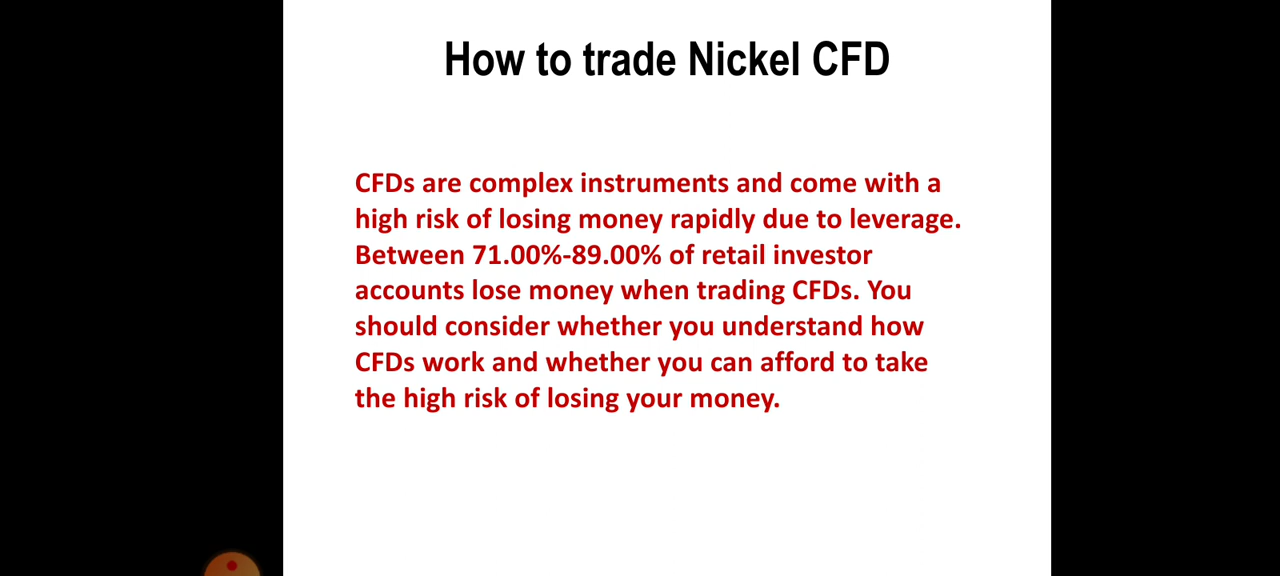 How to trade Nickel CFD
CFDs are complex instruments and come with a
high risk of losing money rapidly due to leverage.
Between 71.00%-89.00% of retail investor
accounts lose money when trading CFDs. You
should consider whether you understand how
CFDs work and whether you can afford to take
the high risk of losing your money.